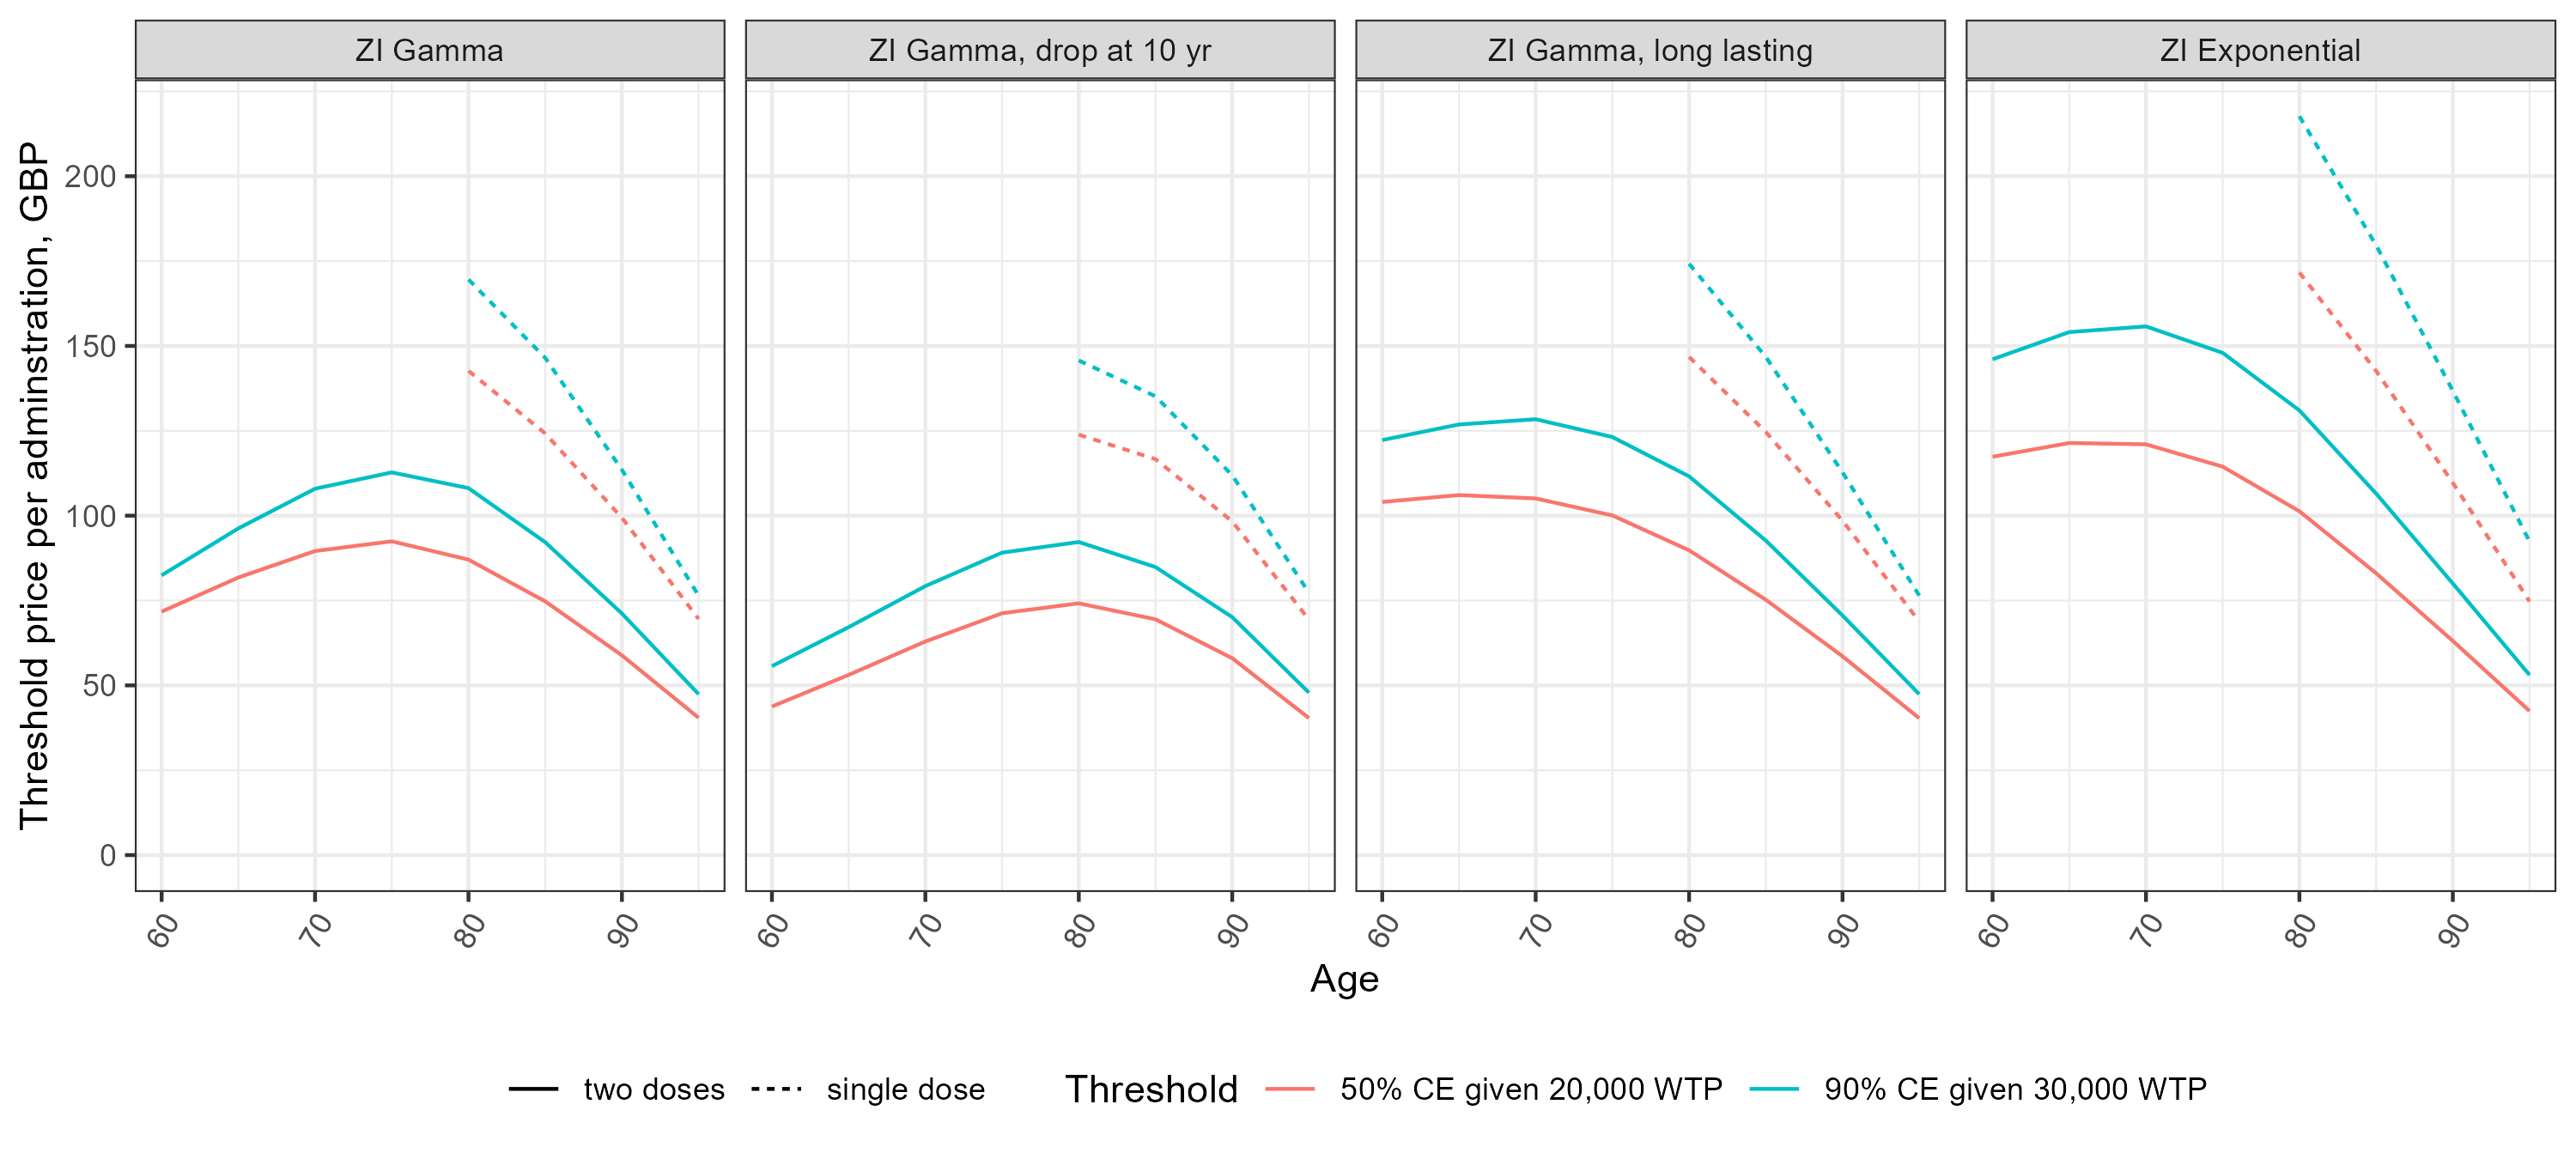 ZI Gamma
ZI Gamma, drop at 10 yr
ZI Gamma, long lasting
ZI Exponential
Threshold price per adminstration, GBP
200
150
100
50
0
60 70 80 90
60 70 80 90
60 70 80 90
60 70 80 90
Age
two doses single dose Threshold 50% CE given 20,000 WTP 90% CE given 30,000 WTP